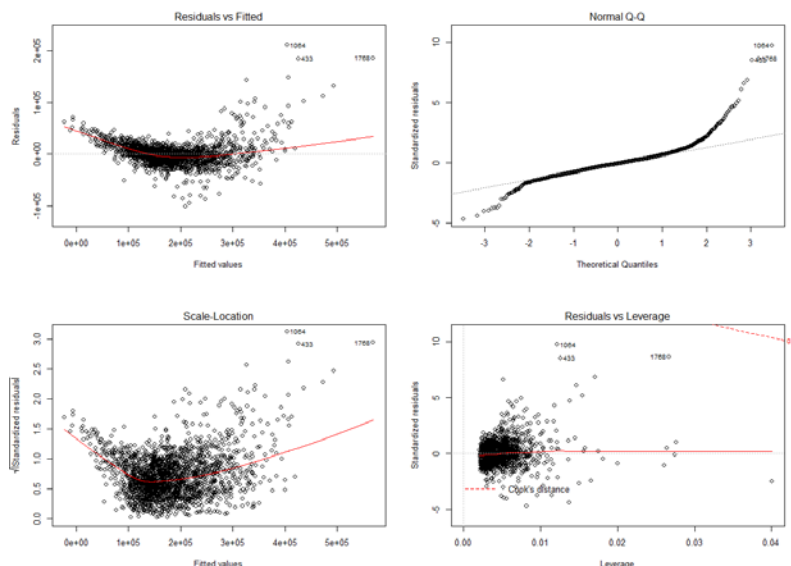 Residuals vs Fitted
Residuals
2e+05
1e+05
0e+00
-1e+05
1064
433
1768
0e+00 1e+05 2e+05 3e+05 4e+05 5e+05
Fitted values
Normal Q-Q
Standardized residuals
10
5
0
-5
1064
1768
-3 -2 -1 0 1 2 3
Theoretical Quantiles
Scale-Location
√|Standardized residuals|
3.0
2.5
2.0
1.5
1.0
0.5
0.0
1064
433
1768
0e+00 1e+05 2e+05 3e+05 4e+05 5e+05
Fitted values
Residuals vs Leverage
Standardized residuals
10
5
0
-5
1064
433
1768
Cook's distance
0.00 0.01 0.02 0.03 0.04
Leverage